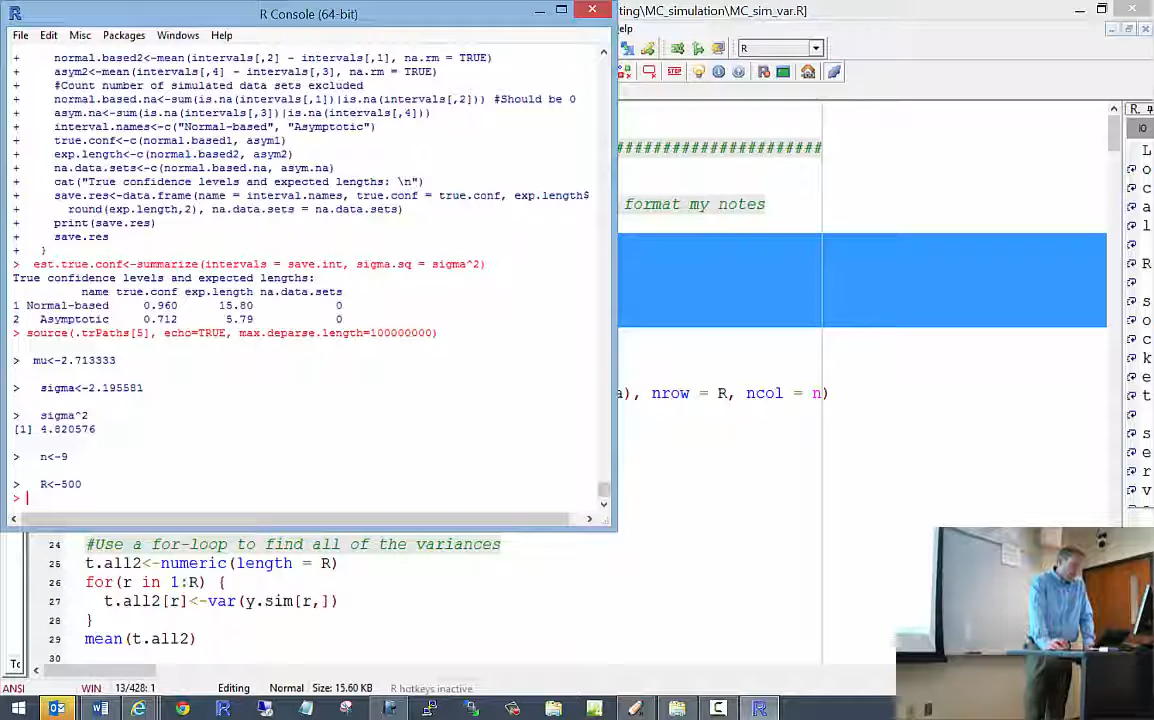 R Console (64-bit)
File Edit Misc Packages Windows Help
+ normal.based2<-mean(intervals[,2] - intervals[,1], na.rm = TRUE)
+ asym2<-mean(intervals[,4] - intervals[,3], na.rm = TRUE)
+ #Count number of simulated data sets excluded
+ normal.based.na<-sum(is.na(intervals[,1])|is.na(intervals[,2])) #Should be 0
+ asym.na<-sum(is.na(intervals[,3])|is.na(intervals[,4]))
+ interval.names<-c("Normal-based", "Asymptotic")
+ true.conf<-c(normal.based1, asym1)
+ exp.length<-c(normal.based2, asym2)
+ na.data.sets<-c(normal.based.na, asym.na)
+ cat("True confidence levels and expected lengths: \n")
+ save.res<-data.frame(name = interval.names, true.conf = true.conf, exp.length$
+ round(exp.length,2), na.data.sets = na.data.sets)
+ print(save.res)
+ save.res
+ }
> est.true.conf<-summarize(intervals = save.int, sigma.sq = sigma^2)
True confidence levels and expected lengths:
name true.conf exp.length na.data.sets
1 Normal-based 0.960 15.80 0
2 Asymptotic 0.712 5.79 0
> source(.trPaths[5], echo=TRUE, max.deparse.length=100000000)
> mu<-2.713333
> sigma<-2.195581
> sigma^2
[1] 4.820576
> n<-9
> R<-500
>
ting\MC_simulation\MC_sim_var.R]
elp
R
######################
format my notes
a), nrow = R, ncol = n)
24 #Use a for-loop to find all of the variances
25 t.all2<-numeric(length = R)
26 for(r in 1:R) {
27 t.all2[r]<-var(y.sim[r,])
28 }
29 mean(t.all2)
30
R.
IO
L
o
c
a
l
R
s
o
c
k
e
t
s
e
r
v
To
ANSI WIN 13/428: 1 Editing Normal Size: 15.60 KB R hotkeys inactive